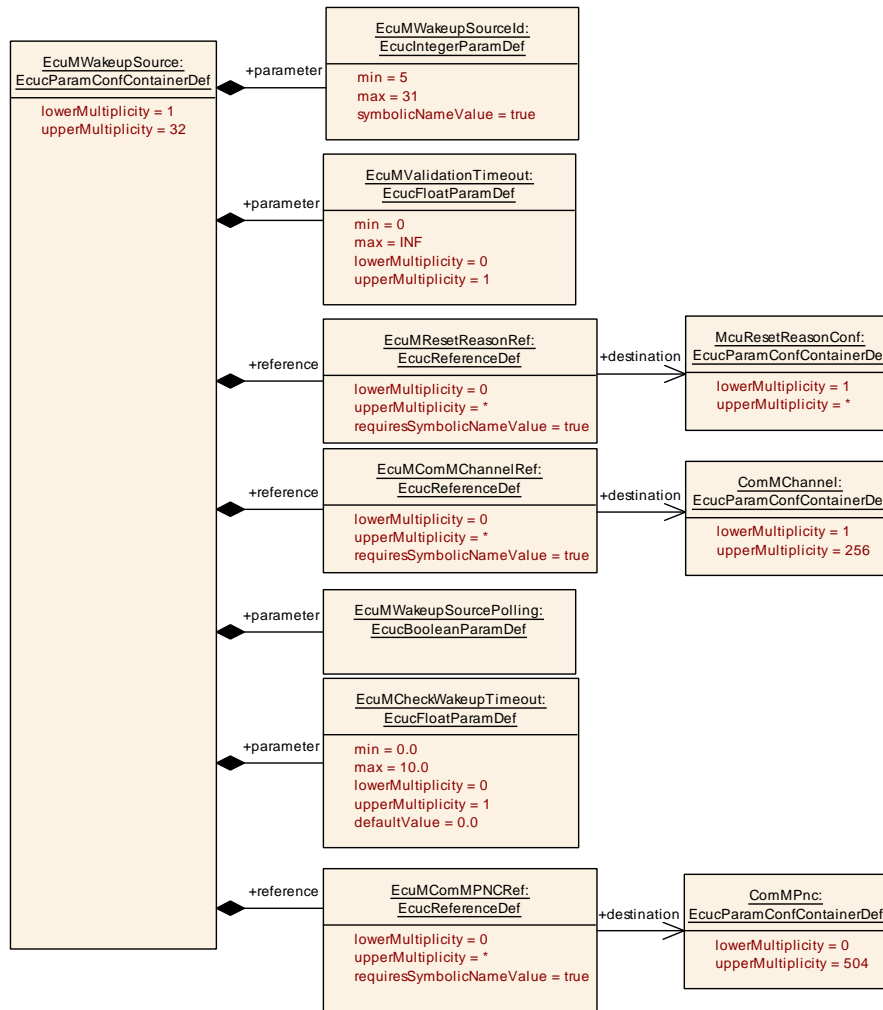 EcuMWakeupSource:
EcucParamConfContainerDef
lowerMultiplicity = 1
upperMultiplicity = 32
+parameter
EcuMWakeupSourceId:
EcucIntegerParamDef
min = 5
max = 31
symbolicNameValue = true
+parameter
EcuMValidationTimeout:
EcucFloatParamDef
min = 0
max = INF
lowerMultiplicity = 0
upperMultiplicity = 1
+reference
EcuMResetReasonRef:
EcucReferenceDef
lowerMultiplicity = 0
upperMultiplicity = *
requiresSymbolicNameValue = true
+destination
McuResetReasonConf:
EcucParamConfContainerDe
lowerMultiplicity = 1
upperMultiplicity = *
+reference
EcuMComMChannelRef:
EcucReferenceDef
lowerMultiplicity = 0
upperMultiplicity = *
requiresSymbolicNameValue = true
+destination
ComMChannel:
EcucParamConfContainerDe
lowerMultiplicity = 1
upperMultiplicity = 256
+parameter
EcuMWakeupSourcePolling:
EcucBooleanParamDef
+parameter
EcuMCheckWakeupTimeout:
EcucFloatParamDef
min = 0.0
max = 10.0
lowerMultiplicity = 0
upperMultiplicity = 1
defaultValue = 0.0
+reference
EcuMComMPNCRef:
EcucReferenceDef
lowerMultiplicity = 0
upperMultiplicity = *
requiresSymbolicNameValue = true
+destination
ComMPnc:
EcucParamConfContainerDef
lowerMultiplicity = 0
upperMultiplicity = 504